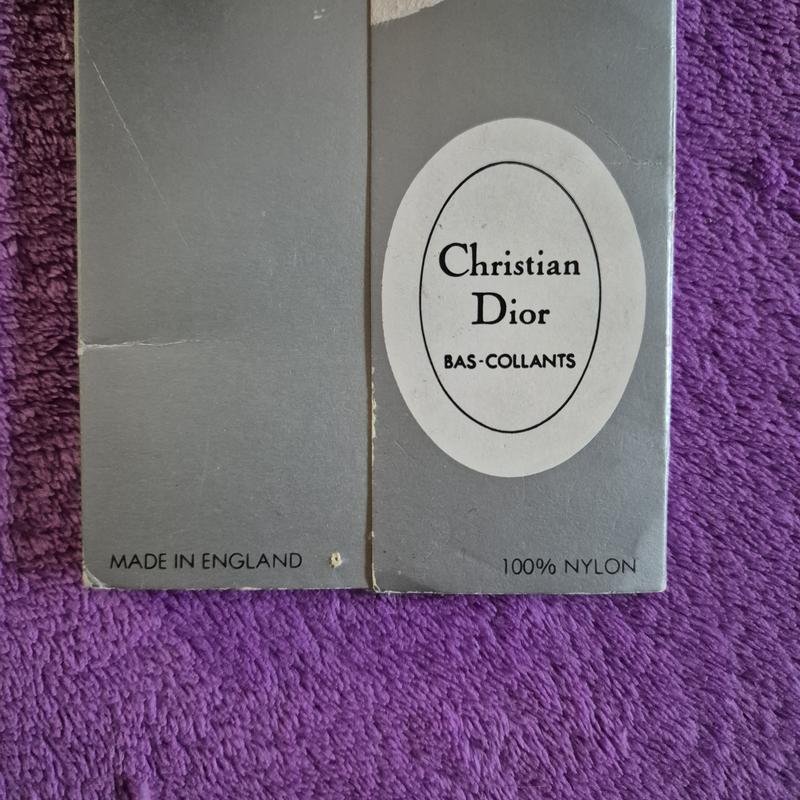 Christian
Dior
BAS-COLLANTS
MADE IN ENGLAND
100% NYLON